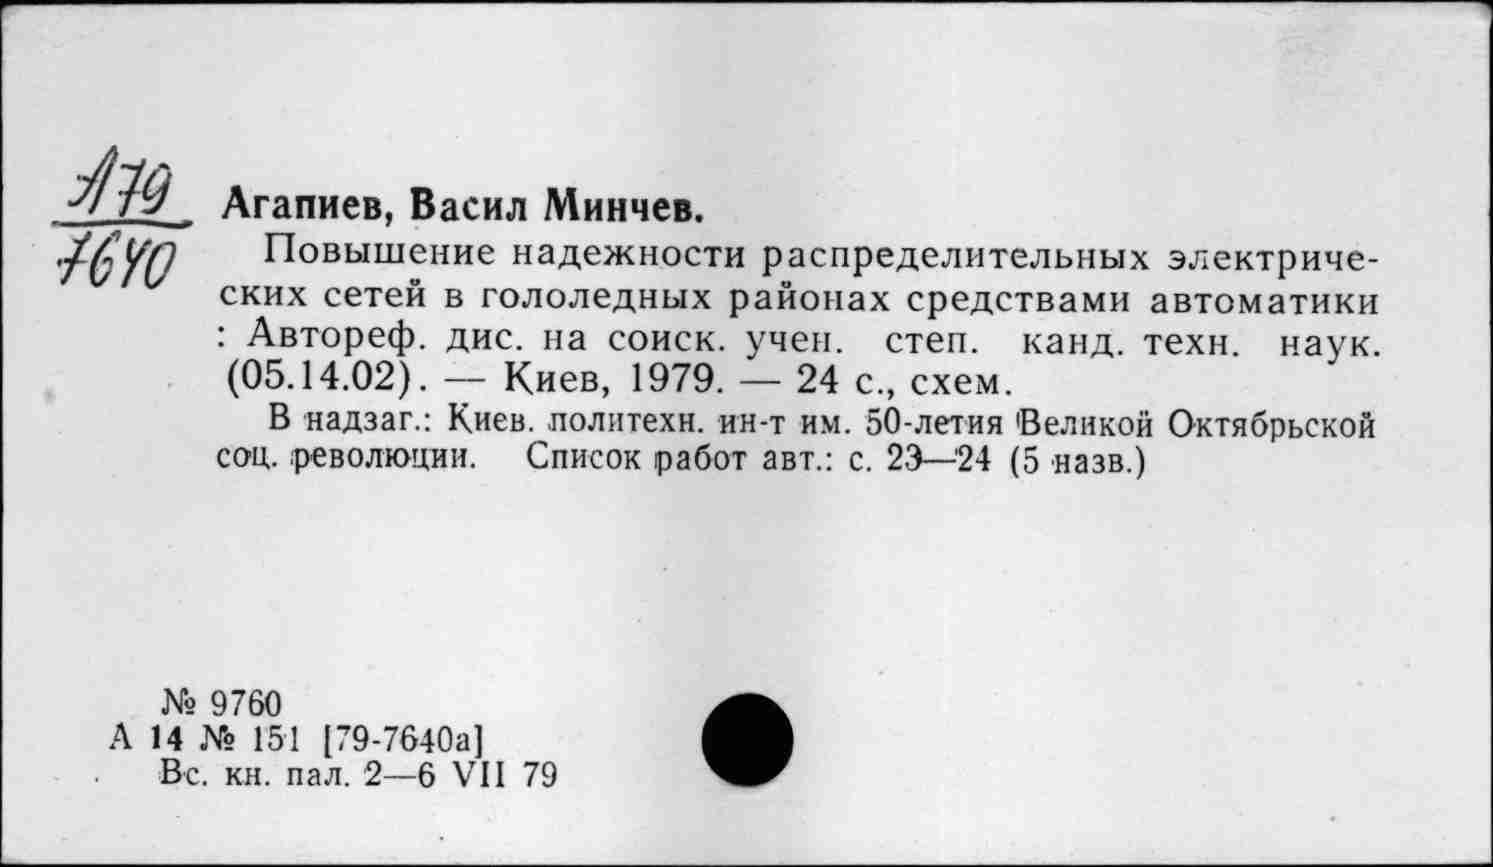 А79
7640
Агапиев, Васил Минчев.
Повышение надежности распределительных электриче-
ских сетей в гололедных районах средствами автоматики
: Автореф. дис. на соиск. учен. степ. канд. техн. наук.
(05.14.02). — Киев, 1979. — 24 с., схем.
В надзаг.: Киев. политехн. ин-т им. 50-летия Великой Октябрьской
соц. революции. Список работ авт.: с. 23—24 (5 назв.)
№ 9760
А 14 № 151 [79-7640а]
Вс. кн. пал. 2—6 VII 79